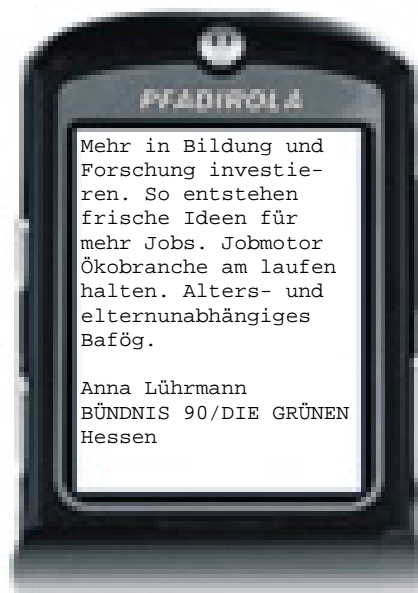 PFADIROLA
Mehr in Bildung und
Forschung investie-
ren. So entstehen
frische Ideen für
mehr Jobs. Jobmotor
Ökobranche am laufen
halten. Alters- und
elternunabhängiges
Bafög.
Anna Lührmann
BÜNDNIS 90/DIE GRÜNEN
Hessen